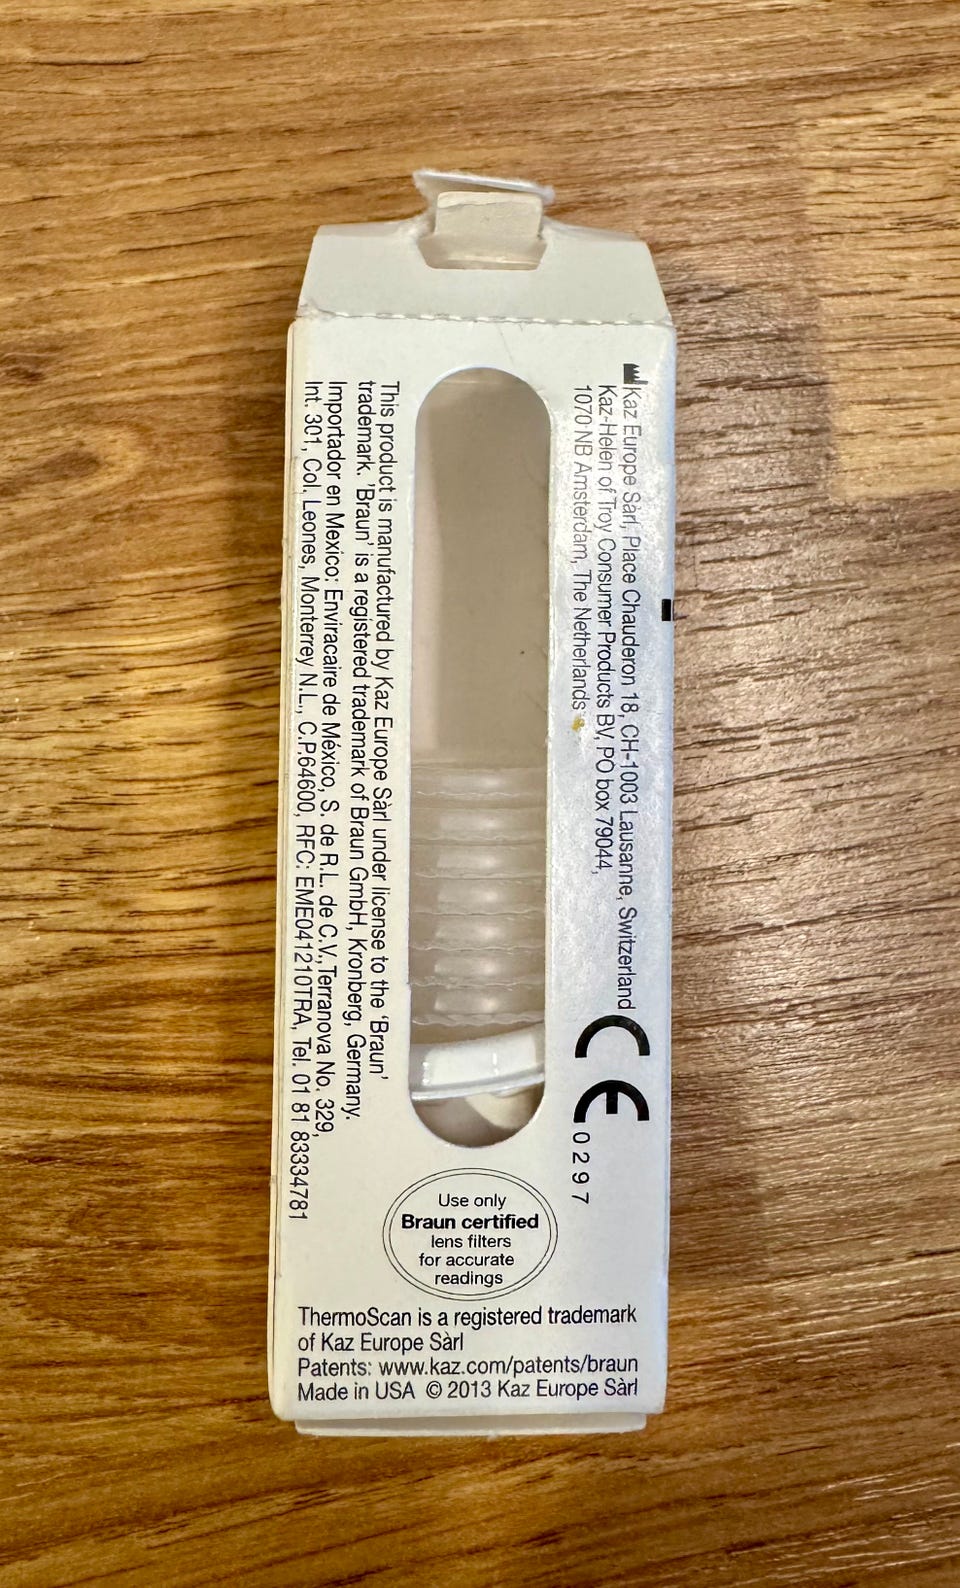 Kaz Europe Sàrl, Place Chauderon 18, CH-1003 Lausanne, Switzerland
Kaz-Helen of Troy Consumer Products BV, PO box 79044,
1070 NB Amsterdam, The Netherlands
CE
0297
This product is manufactured by Kaz Europe Sàrl under license to the 'Braun'
trademark. 'Braun' is a registered trademark of Braun GmbH, Kronberg, Germany.
Importador en Mexico: Enviracaire de México, S. de R.L. de C.V., Terranova No. 329,
Int. 301, Col. Leones, Monterrey N.L., C.P.64600, RFC: EME041210TRA, Tel. 01 81 83334781
Use only
Braun certified
lens filters
for accurate
readings
ThermoScan is a registered trademark
of Kaz Europe Sàrl
Patents: www.kaz.com/patents/braun
Made in USA © 2013 Kaz Europe Sàrl